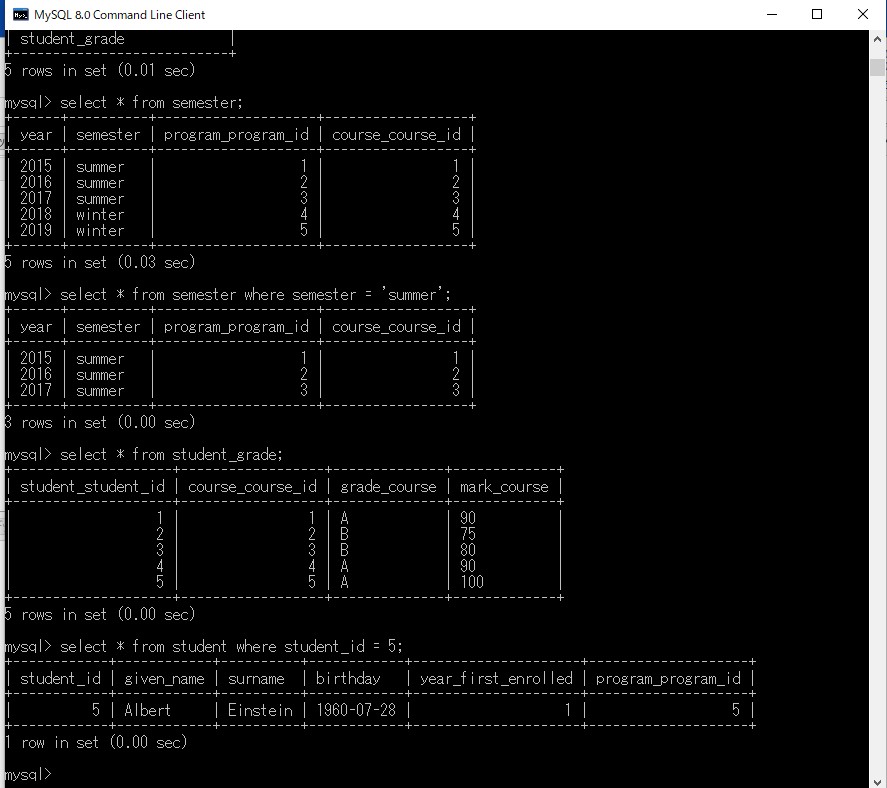 MySQL 8.0 Command Line Client
| student_grade             |
+---------------------------+
5 rows in set (0.01 sec)
mysql> select * from semester;
+------+----------+--------------------+------------------+
| year | semester | program_program_id | course_course_id |
+------+----------+--------------------+------------------+
| 2015 | summer   |                  1 |                1 |
| 2016 | summer   |                  2 |                2 |
| 2017 | summer   |                  3 |                3 |
| 2018 | winter   |                  4 |                4 |
| 2019 | winter   |                  5 |                5 |
+------+----------+--------------------+------------------+
5 rows in set (0.03 sec)
mysql> select * from semester where semester = 'summer';
+------+----------+--------------------+------------------+
| year | semester | program_program_id | course_course_id |
+------+----------+--------------------+------------------+
| 2015 | summer   |                  1 |                1 |
| 2016 | summer   |                  2 |                2 |
| 2017 | summer   |                  3 |                3 |
+------+----------+--------------------+------------------+
3 rows in set (0.00 sec)
mysql> select * from student_grade;
+--------------------+------------------+--------------+-------------+
| student_student_id | course_course_id | grade_course | mark_course |
+--------------------+------------------+--------------+-------------+
|                  1 |                1 | A            | 90          |
|                  2 |                2 | B            | 75          |
|                  3 |                3 | B            | 80          |
|                  4 |                4 | A            | 90          |
|                  5 |                5 | A            | 100         |
+--------------------+------------------+--------------+-------------+
5 rows in set (0.00 sec)
mysql> select * from student where student_id = 5;
+------------+------------+----------+------------+---------------------+--------------------+
| student_id | given_name | surname  | birthday   | year_first_enrolled | program_program_id |
+------------+------------+----------+------------+---------------------+--------------------+
|          5 | Albert     | Einstein | 1960-07-28 |                   1 |                  5 |
+------------+------------+----------+------------+---------------------+--------------------+
1 row in set (0.00 sec)
mysql>